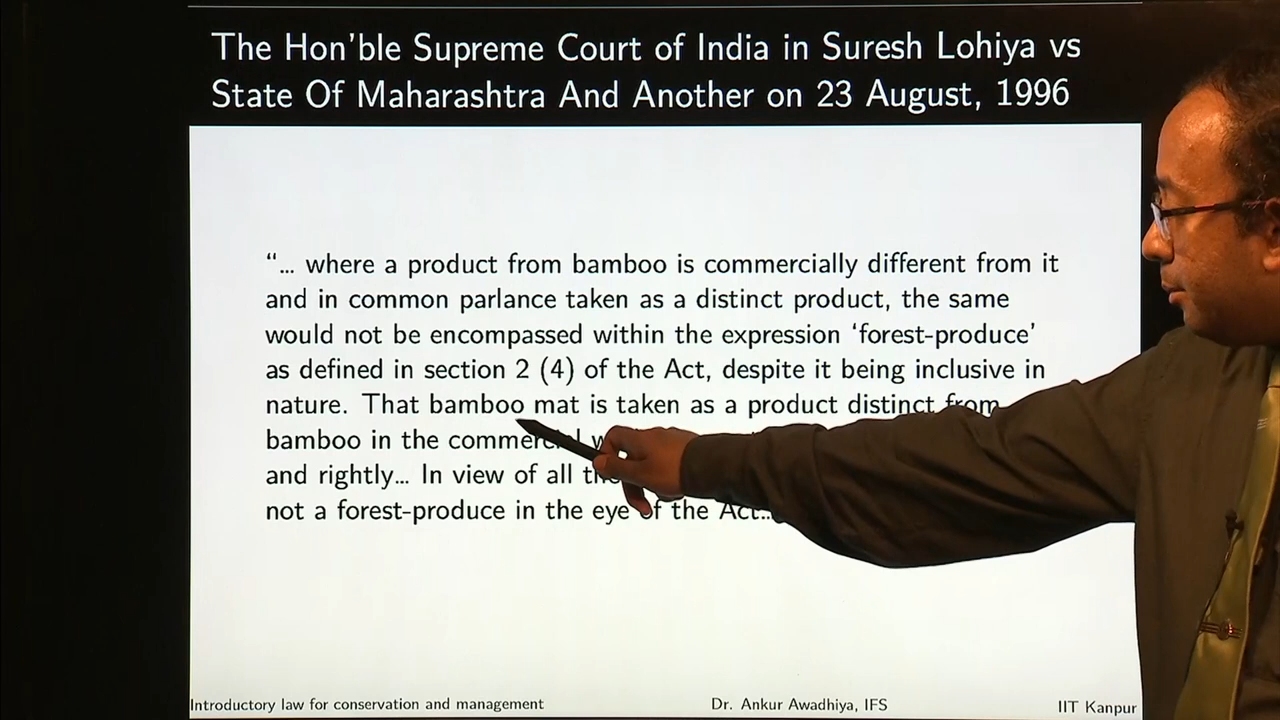 The Hon'ble Supreme Court of India in Suresh Lohiya vs
State Of Maharashtra And Another on 23 August, 1996
“... where a product from bamboo is commercially different from it
and in common parlance taken as a distinct product, the same
would not be encompassed within the expression ‘forest-produce’
as defined in section 2 (4) of the Act, despite it being inclusive in
nature. That bamboo mat is taken as a product distinct from
bamboo in the commercial
and rightly... In view of all
not a forest-produce in the eye of the Act...
Introductory law for conservation and management
Dr. Ankur Awadhiya, IFS
IIT Kanpur